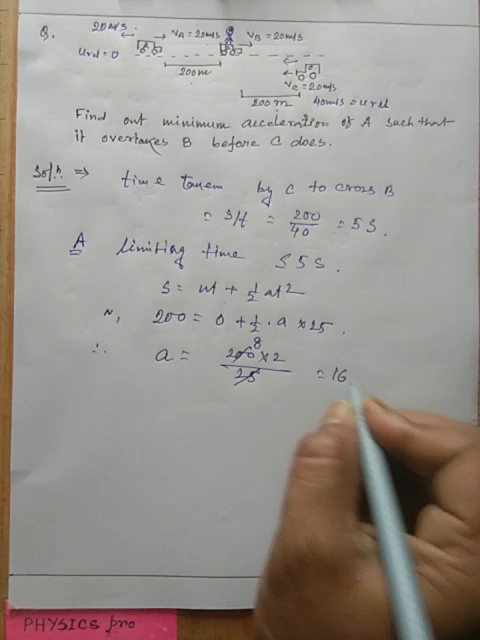 Q.
20m/s
VA = 20m/s
VB = 20m/s
Urel = 0
A
B
200m
C
VC = 20m/s
200m
40m/s = urel
Find out minimum acceleration of A such that
it overtakes B before C does.
Solⁿ. ⇒ time taken by C to cross B
= S/t = 200/40 = 5 S.
A limiting time ≤ 5 s.
S = ut + 1/2 at²
200 = 0 + 1/2 . a × 25.
∴ a = 200 8 × 2 / 25 = 16
PHYSICS pro